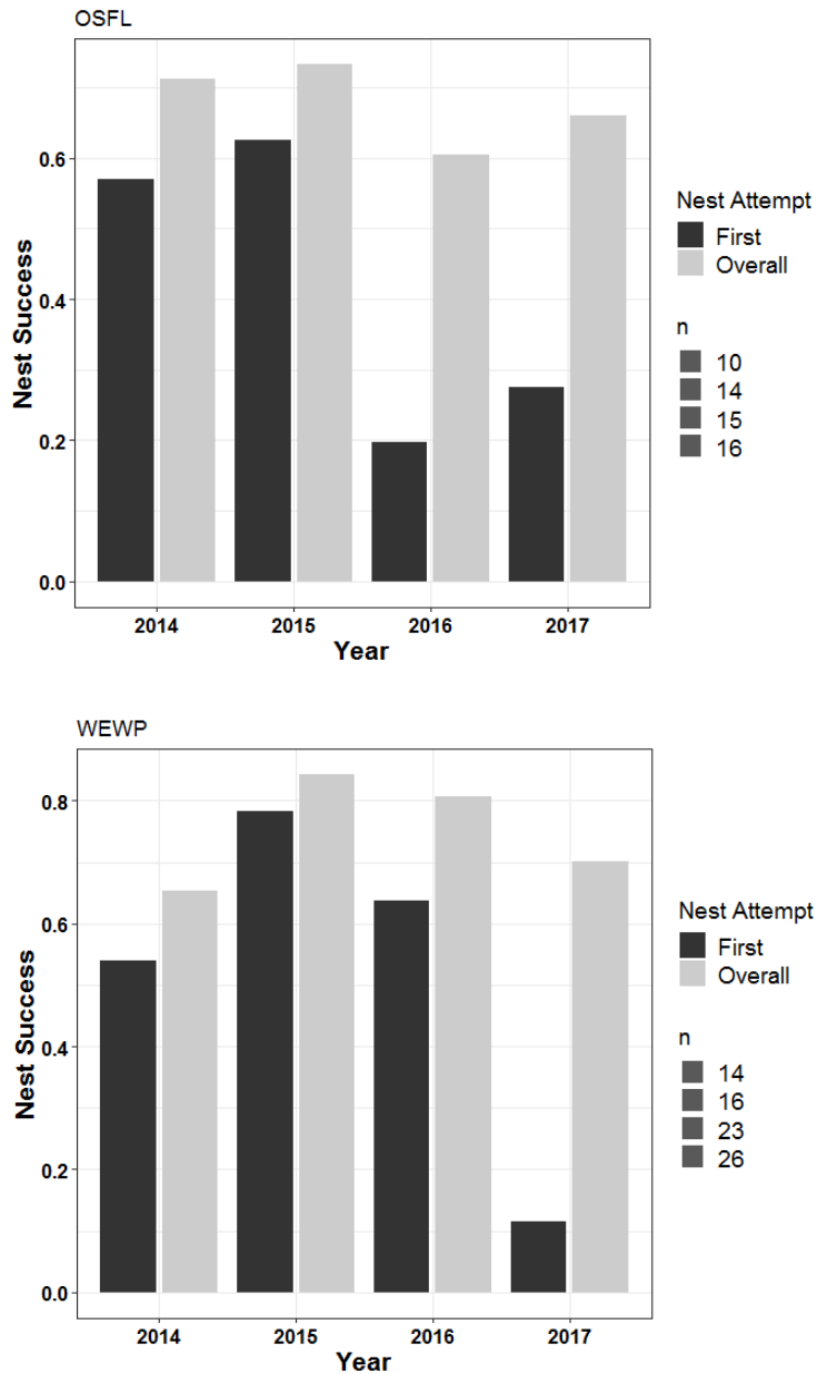 OSFL
Nest Success
0.6
0.4
0.2
0.0
2014 2015 2016 2017
Year
Nest Attempt
First
Overall
n
10
14
15
16
WEWP
Nest Success
0.8
0.6
0.4
0.2
0.0
2014 2015 2016 2017
Year
Nest Attempt
First
Overall
n
14
16
23
26